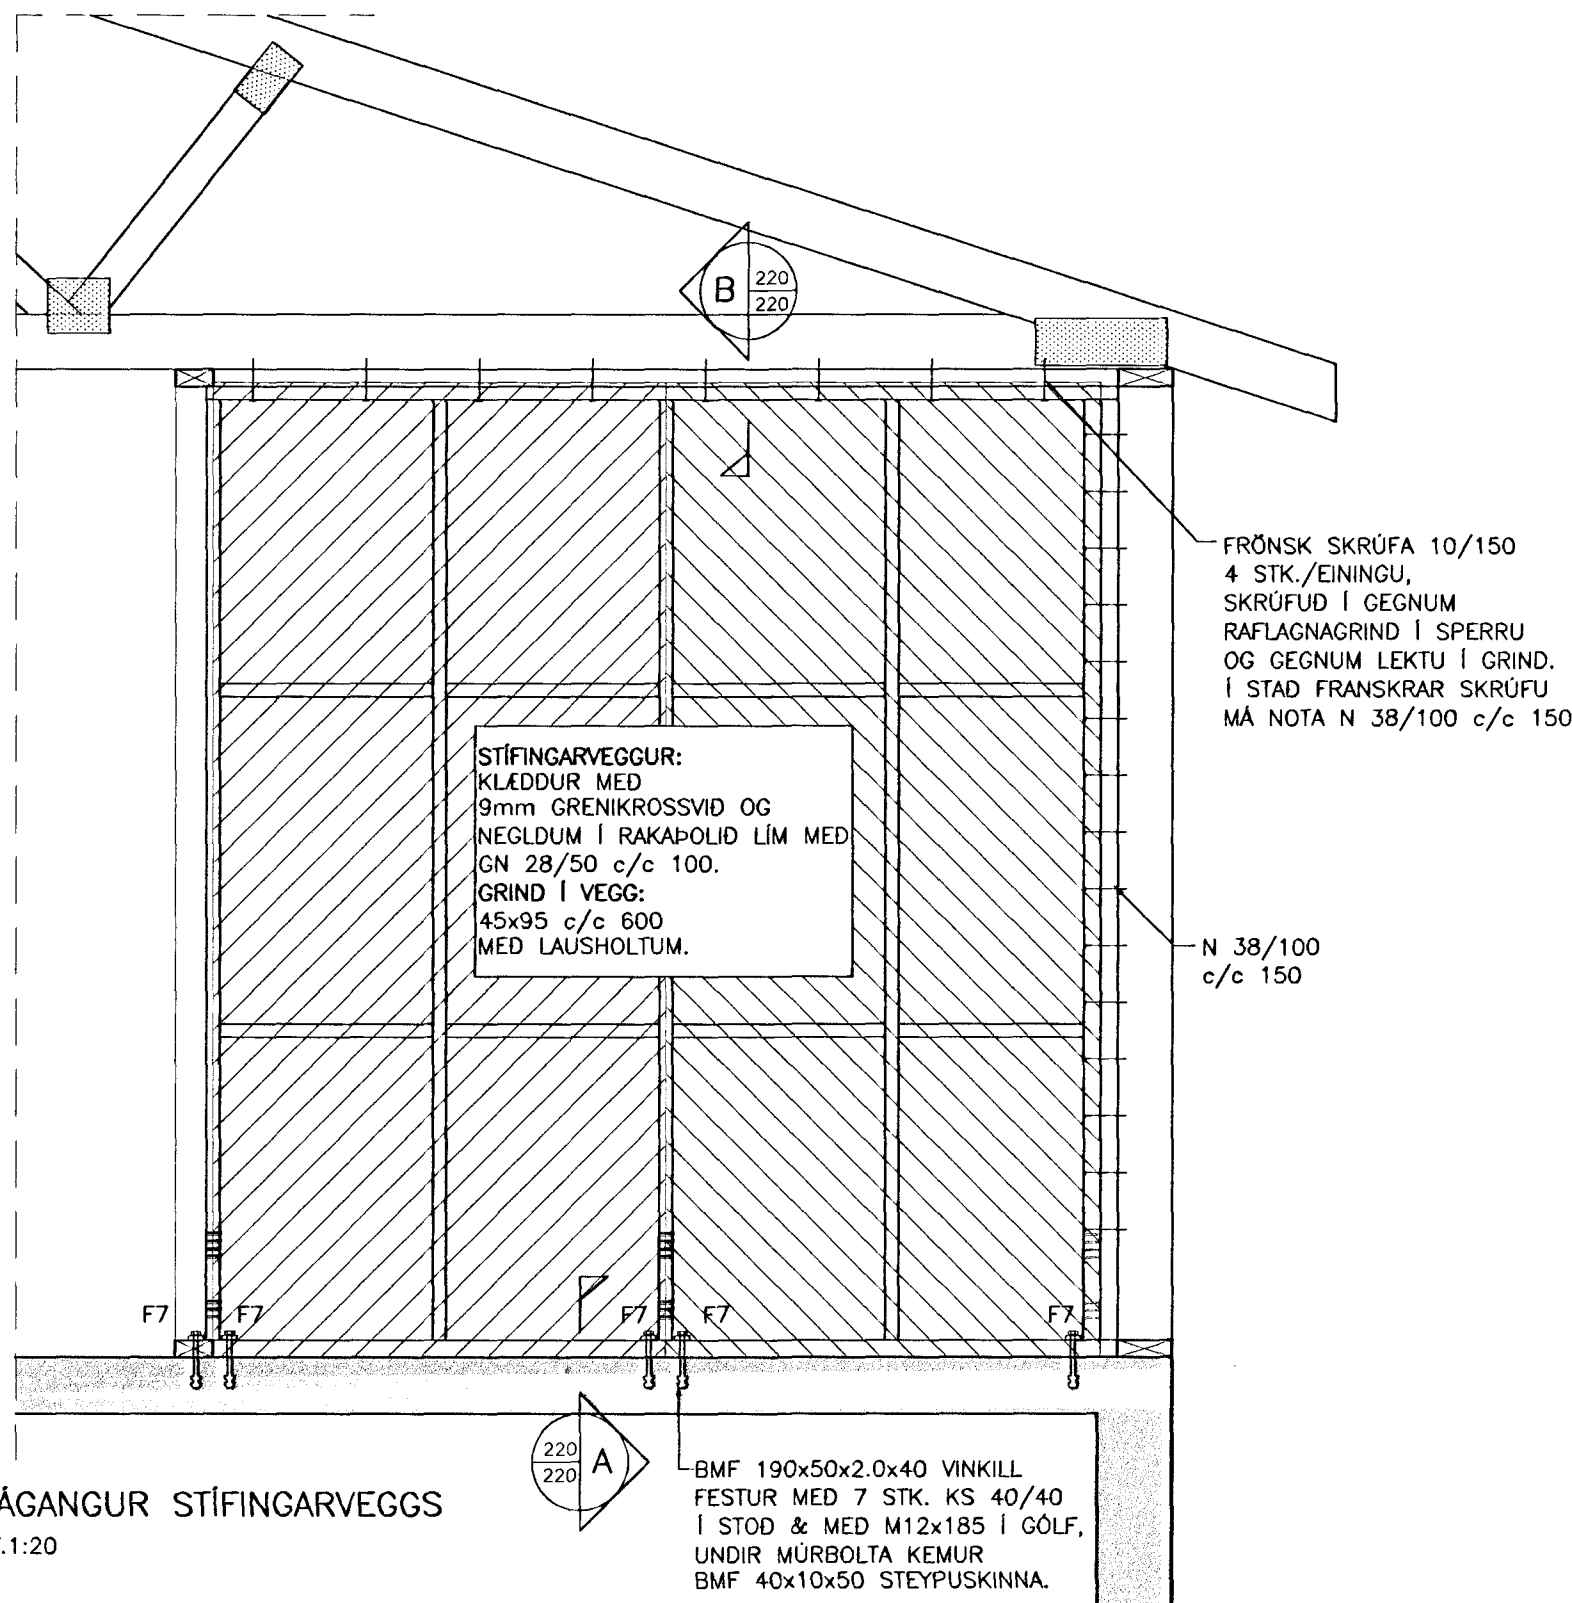 B 220
220
FRÖNSK SKRÚFA 10/150
4 STK./EININGU,
SKRÚFUÐ Í GEGNUM
RAFLAGNAGRIND Í SPERRU
OG GEGNUM LEKTU Í GRIND.
Í STAÐ FRANSKRAR SKRÚFU
MÁ NOTA N 38/100 c/c 150
STÍFINGARVEGGUR:
KLÆDDUR MEÐ
9mm GRENIKROSSVIÐ OG
NEGLDUM Í RAKAÞOLIÐ LÍM MEÐ
GN 28/50 c/c 100.
GRIND Í VEGG:
45x95 c/c 600
MEÐ LAUSHOLTUM.
N 38/100
c/c 150
F7 F7 F7 F7 F7
220 A
220
BMF 190x50x2.0x40 VINKILL
FESTUR MEÐ 7 STK. KS 40/40
Í STOÐ & MEÐ M12x185 Í GÓLF,
UNDIR MÚRBOLTA KEMUR
BMF 40x10x50 STEYPUSKINNA.
ÁGANGUR STÍFINGARVEGGS
.1:20